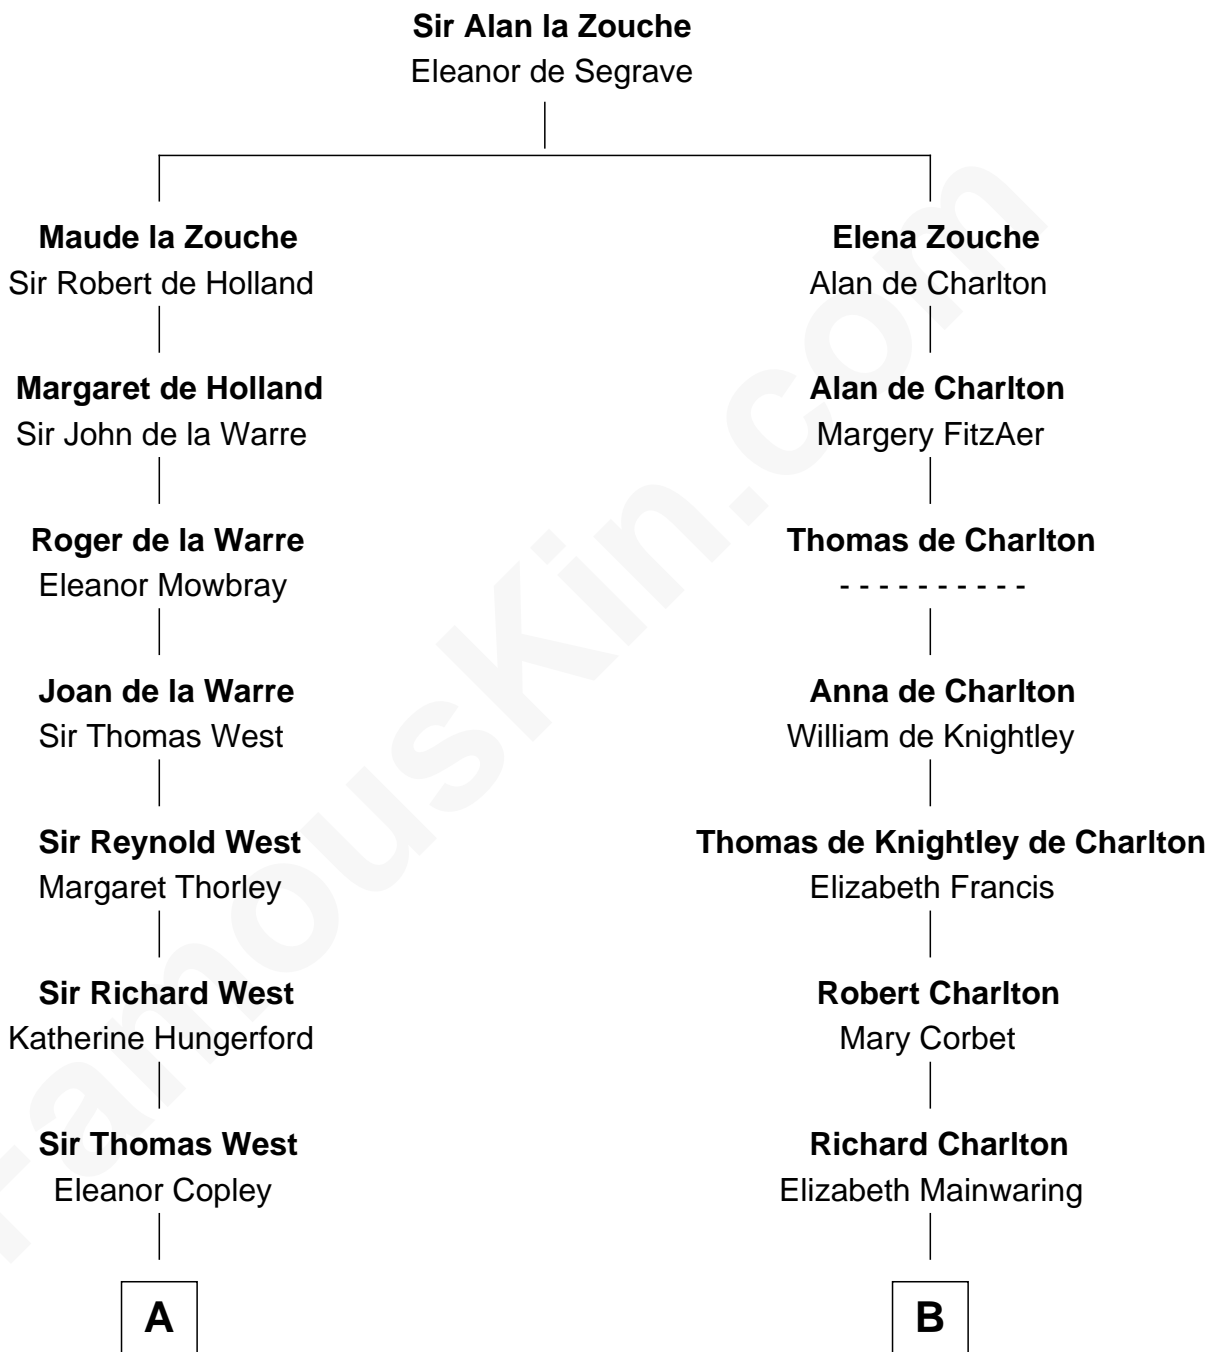 Sir Alan la Zouche
Eleanor de Segrave
Maude la Zouche
Sir Robert de Holland
Elena Zouche
Alan de Charlton
Margaret de Holland
Sir John de la Warre
Alan de Charlton
Margery FitzAer
Roger de la Warre
Eleanor Mowbray
Thomas de Charlton
- - - - - - - - - -
Joan de la Warre
Sir Thomas West
Anna de Charlton
William de Knightley
Sir Reynold West
Margaret Thorley
Thomas de Knightley de Charlton
Elizabeth Francis
Sir Richard West
Katherine Hungerford
Robert Charlton
Mary Corbet
Sir Thomas West
Eleanor Copley
Richard Charlton
Elizabeth Mainwaring
A
B
FamousKin.com